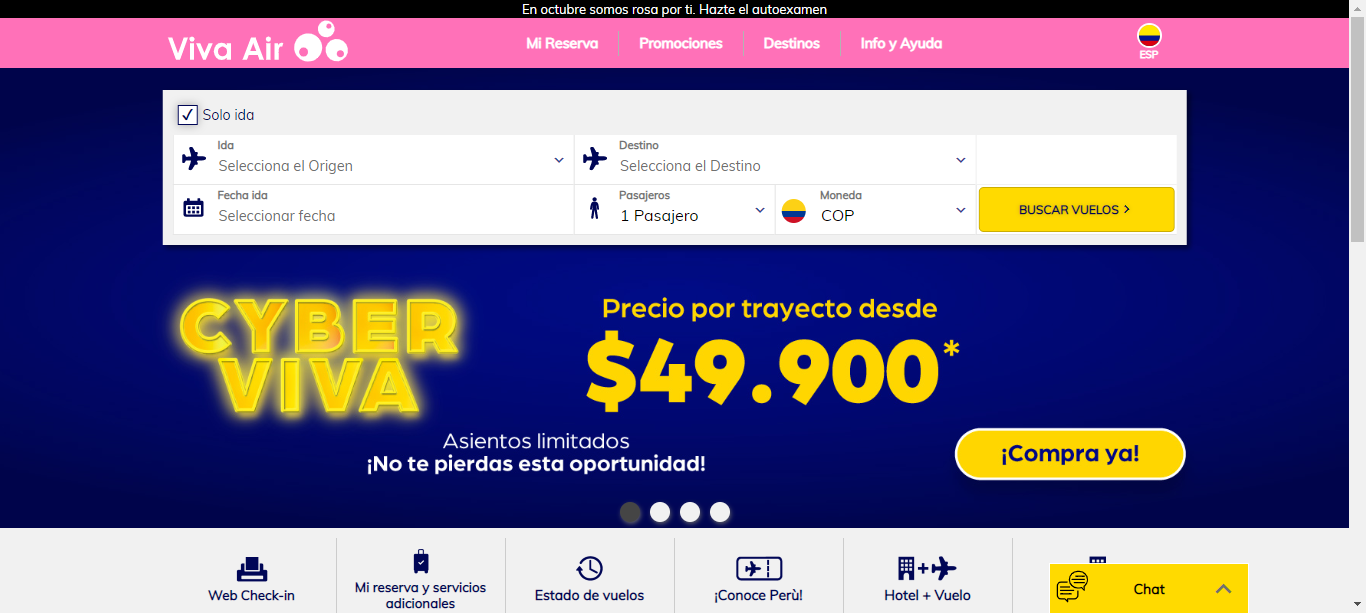 En octubre somos rosa por ti. Hazte el autoexamen
Viva Air
Mi Reserva
Promociones
Destinos
Info y Ayuda
ESP
Solo ida
Ida
Selecciona el Origen
Destino
Selecciona el Destino
Fecha ida
Seleccionar fecha
Pasajeros
1 Pasajero
Moneda
COP
BUSCAR VUELOS >
CYBER
VIVA
Precio por trayecto desde
$49.900*
Asientos limitados
¡No te pierdas esta oportunidad!
¡Compra ya!
Web Check-in
Mi reserva y servicios
adicionales
Estado de vuelos
¡Conoce Perù!
Hotel + Vuelo
Chat